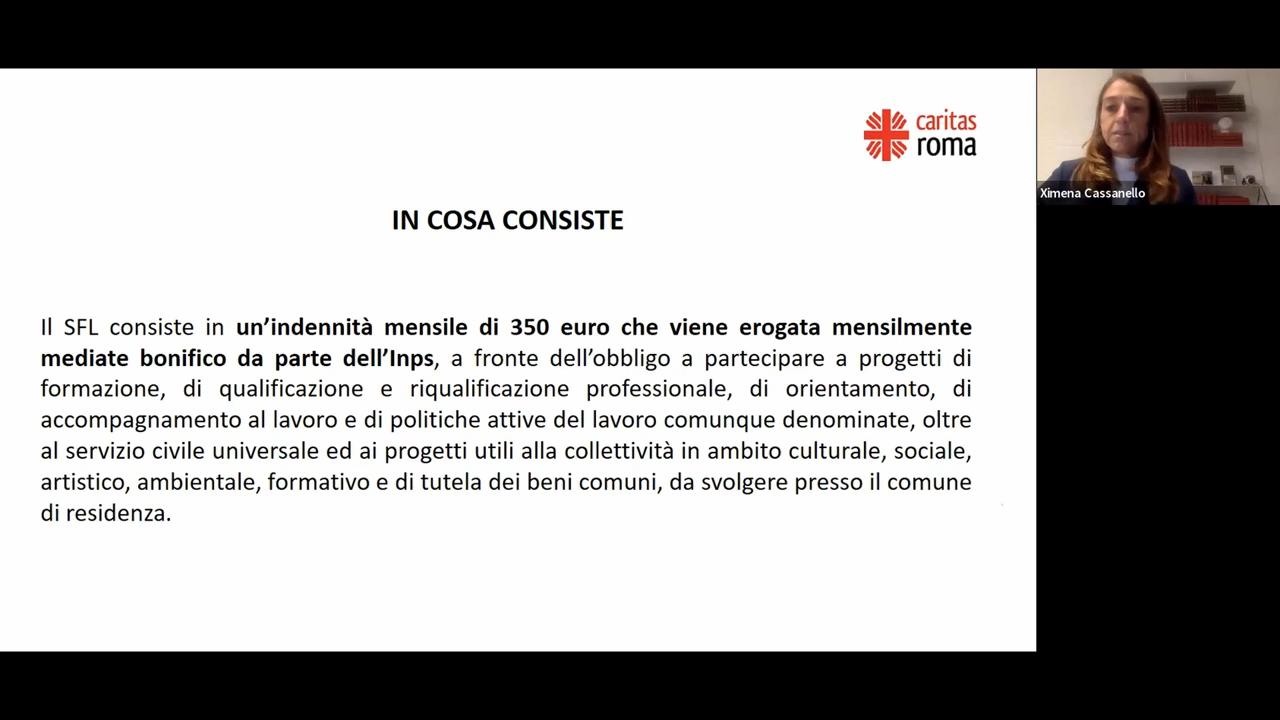 caritas
roma
Ximena Cassanello
IN COSA CONSISTE
Il SFL consiste in un’indennità mensile di 350 euro che viene erogata mensilmente
mediate bonifico da parte dell’Inps, a fronte dell’obbligo a partecipare a progetti di
formazione, di qualificazione e riqualificazione professionale, di orientamento, di
accompagnamento al lavoro e di politiche attive del lavoro comunque denominate, oltre
al servizio civile universale ed ai progetti utili alla collettività in ambito culturale, sociale,
artistico, ambientale, formativo e di tutela dei beni comuni, da svolgere presso il comune
di residenza.